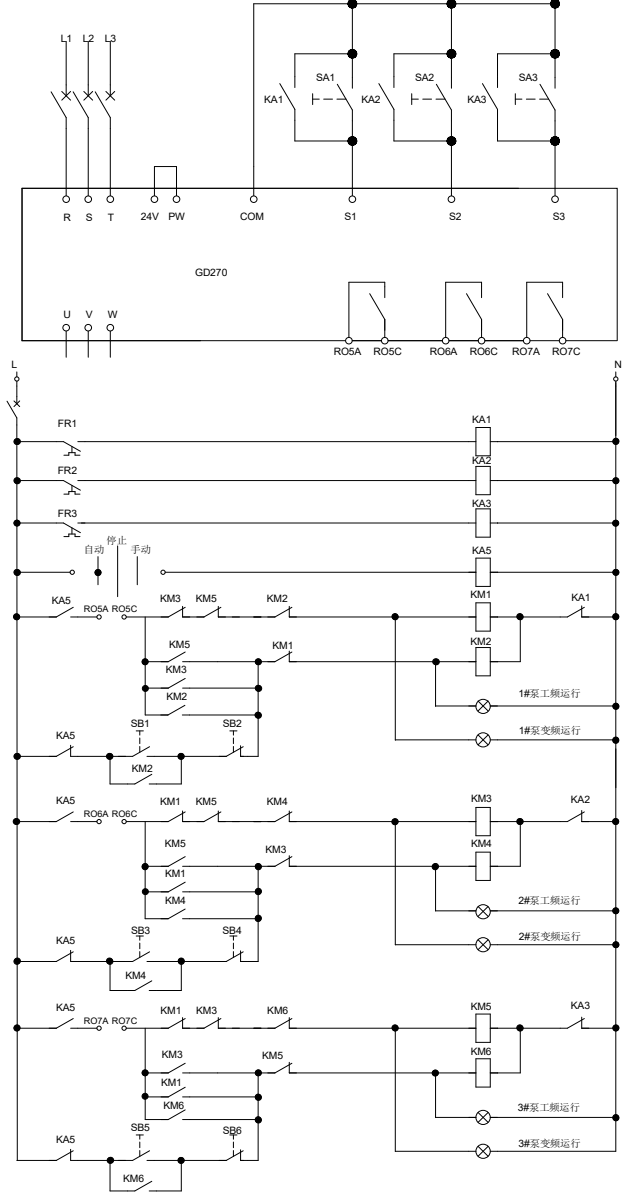 L1 L2 L3
SA1 SA2 SA3
KA1 KA2 KA3
R S T 24V PW COM S1 S2 S3
GD270
U V W
RO5A RO5C RO6A RO6C RO7A RO7C
L N
FR1 KA1
FR2 KA2
FR3 KA3
停止
自动 手动
KA5
KA5 RO5A RO5C KM3 KM5 KM2 KM1 KA1
KM5 KM1 KM2
KM3
KM2
1#泵工频运行
SB1 SB2
1#泵变频运行
KA5
KM2
KA5 RO6A RO6C KM1 KM5 KM4 KM3 KA2
KM5 KM3 KM4
KM1
KM4
2#泵工频运行
SB3 SB4
2#泵变频运行
KA5
KM4
KA5 RO7A RO7C KM1 KM3 KM6 KM5 KA3
KM3 KM5 KM6
KM1
KM6
3#泵工频运行
SB5 SB6
3#泵变频运行
KA5
KM6